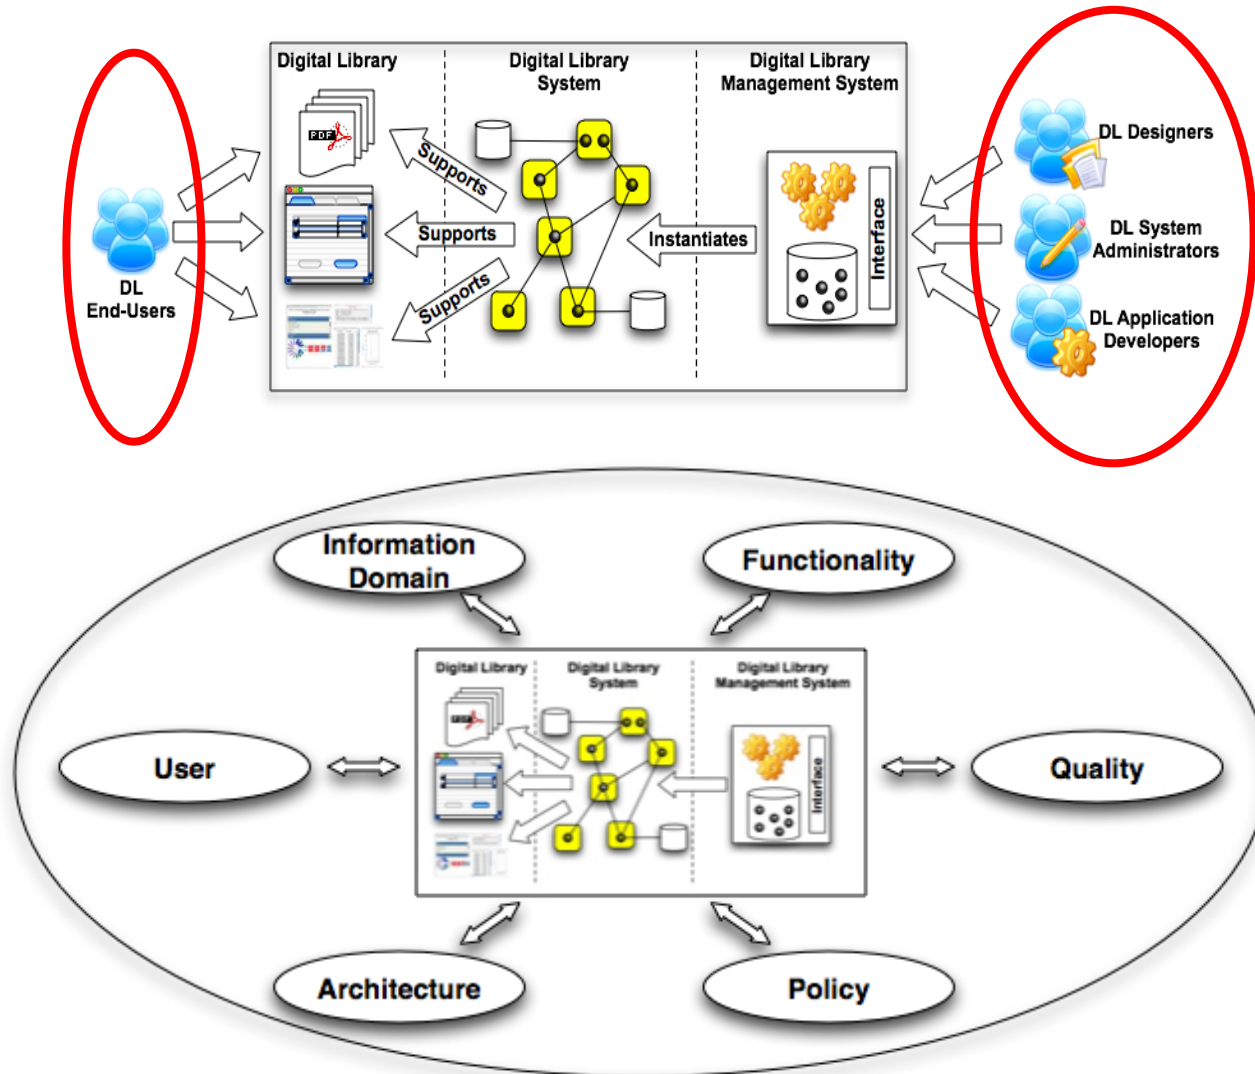 Digital Library
Digital Library
System
Digital Library
Management System
PDF
Supports
Supports
Supports
Instantiates
Interface
DL
End-Users
DL Designers
DL System
Administrators
DL Application
Developers
Information
Domain
Functionality
Digital Library
Digital Library
System
Digital Library
Management System
Interface
User
Quality
Architecture
Policy